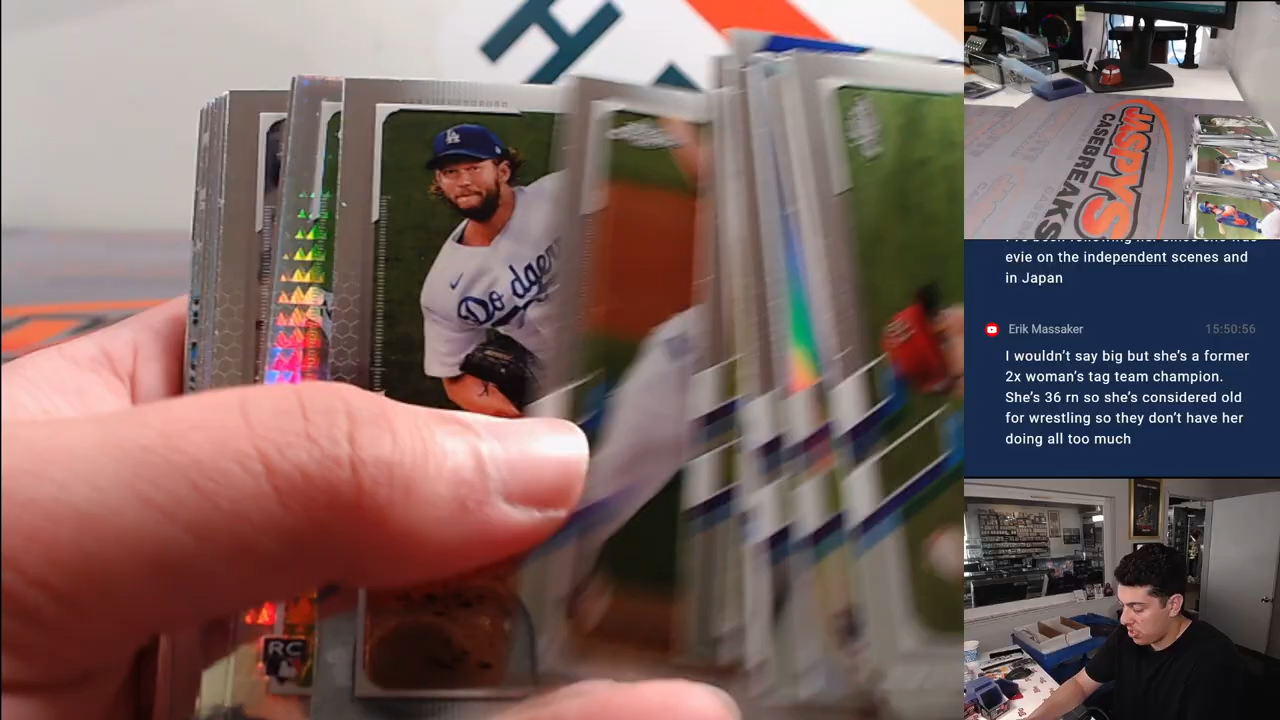 LA
Dodgers
RC
JASPYS
CASEBREAKS
evie on the independent scenes and
in Japan
Erik Massaker 15:50:56
I wouldn't say big but she's a former
2x woman's tag team champion.
She's 36 rn so she's considered old
for wrestling so they don't have her
doing all too much